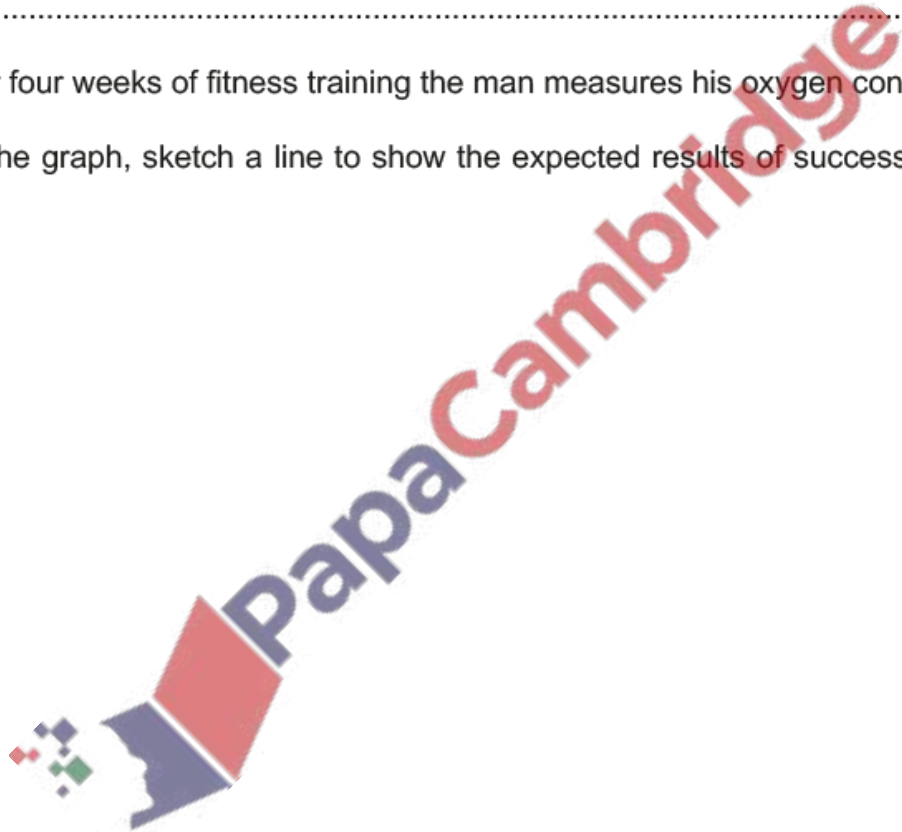 four weeks of fitness training the man measures his oxygen con
he graph, sketch a line to show the expected results of success
PapaCambridge